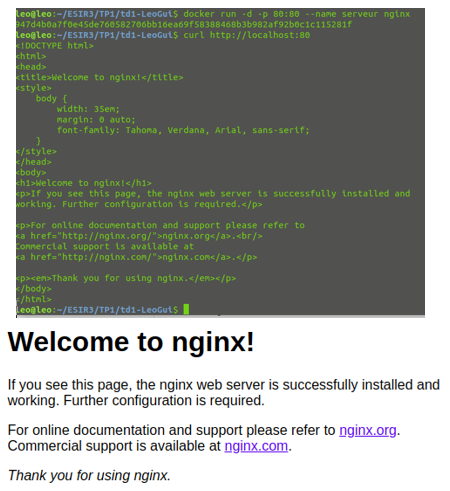 leo@leo:~/ESIR3/TP1/td1-LeoGui$ docker run -d -p 80:80 --name serveur nginx
947d4b0a7f0e45de760582706bb16ea69f58388468b3b982af92b0c1c115281f
leo@leo:~/ESIR3/TP1/td1-LeoGui$ curl http://localhost:80
<!DOCTYPE html>
<html>
<head>
<title>Welcome to nginx!</title>
<style>
    body {
        width: 35em;
        margin: 0 auto;
        font-family: Tahoma, Verdana, Arial, sans-serif;
    }
</style>
</head>
<body>
<h1>Welcome to nginx!</h1>
<p>If you see this page, the nginx web server is successfully installed and
working. Further configuration is required.</p>

<p>For online documentation and support please refer to
<a href="http://nginx.org/">nginx.org</a>.<br/>
Commercial support is available at
<a href="http://nginx.com/">nginx.com</a>.</p>

<p><em>Thank you for using nginx.</em></p>
</body>
</html>
leo@leo:~/ESIR3/TP1/td1-LeoGui$
Welcome to nginx!
If you see this page, the nginx web server is successfully installed and
working. Further configuration is required.
For online documentation and support please refer to nginx.org.
Commercial support is available at nginx.com.
Thank you for using nginx.